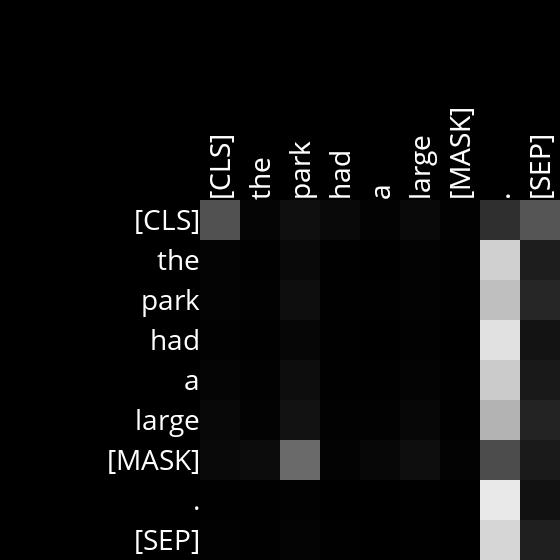 [CLS] the park had a large [MASK] . [SEP]
[CLS]
the
park
had
a
large
[MASK]
.
[SEP]